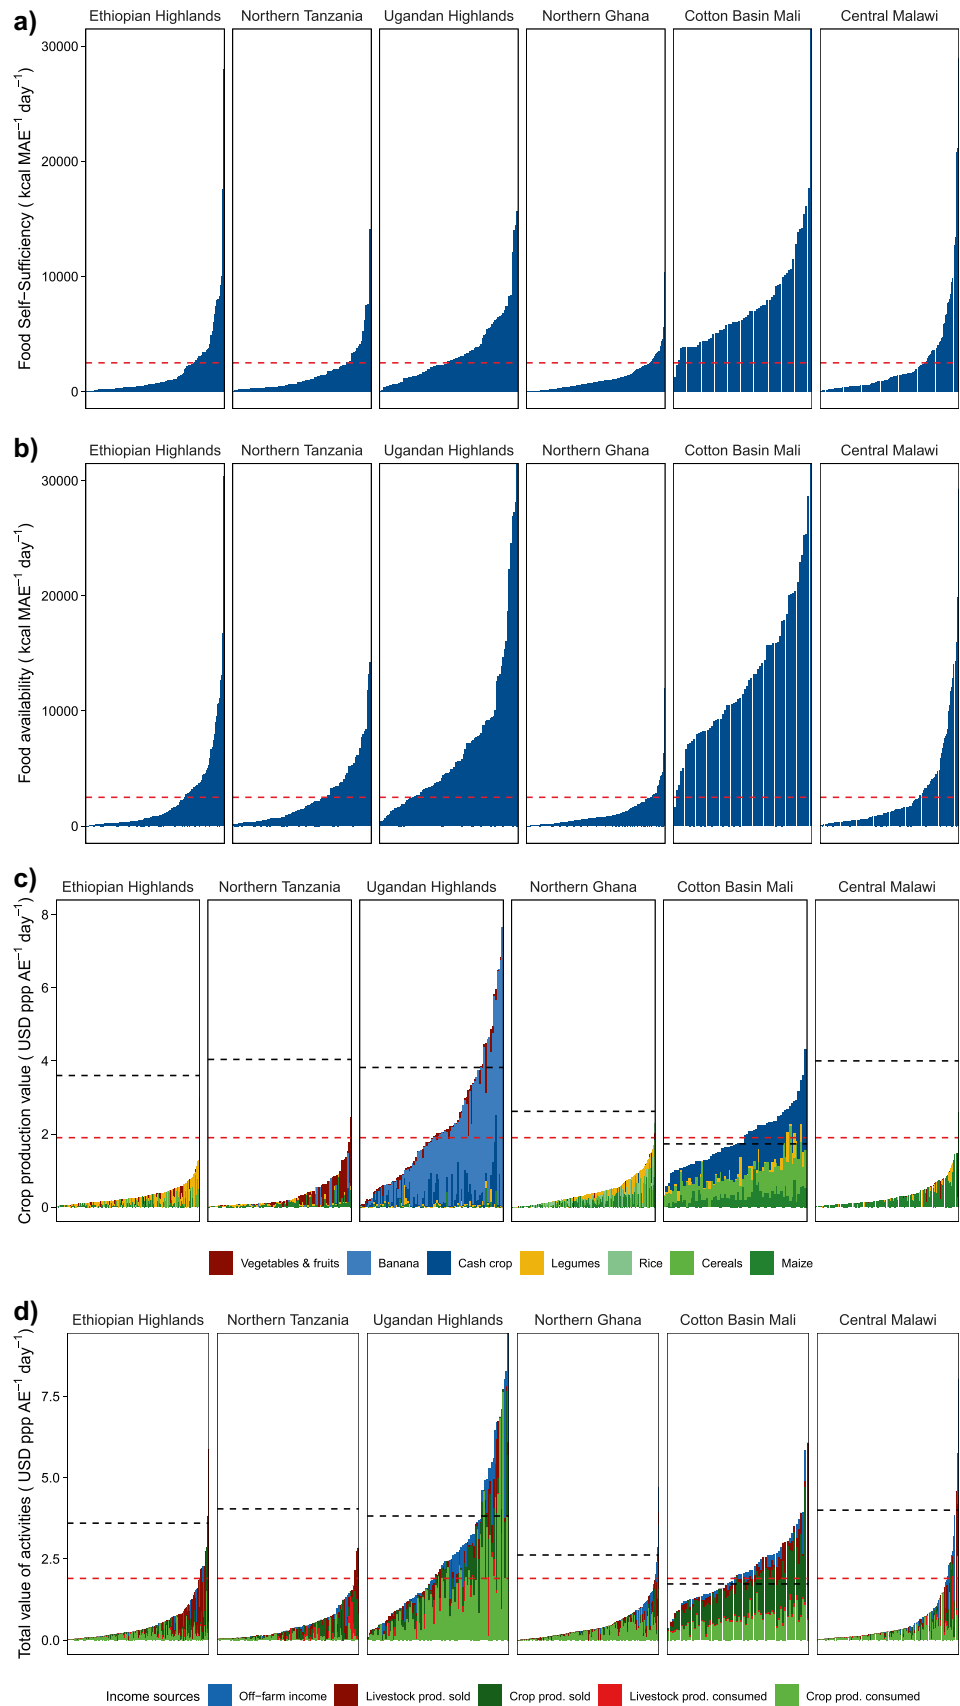 a)
Ethiopian Highlands Northern Tanzania Ugandan Highlands Northern Ghana Cotton Basin Mali Central Malawi
Food Self−Sufficiency ( kcal MAE⁻¹ day⁻¹)
30000
20000
10000
0
b)
Ethiopian Highlands Northern Tanzania Ugandan Highlands Northern Ghana Cotton Basin Mali Central Malawi
Food availability ( kcal MAE⁻¹ day⁻¹)
30000
20000
10000
0
c)
Ethiopian Highlands Northern Tanzania Ugandan Highlands Northern Ghana Cotton Basin Mali Central Malawi
Crop production value ( USD ppp AE⁻¹ day⁻¹)
8
6
4
2
0
Vegetables & fruits Banana Cash crop Legumes Rice Cereals Maize
d)
Ethiopian Highlands Northern Tanzania Ugandan Highlands Northern Ghana Cotton Basin Mali Central Malawi
Total value of activities ( USD ppp AE⁻¹ day⁻¹)
7.5
5.0
2.5
0.0
Income sources Off−farm income Livestock prod. sold Crop prod. sold Livestock prod. consumed Crop prod. consumed